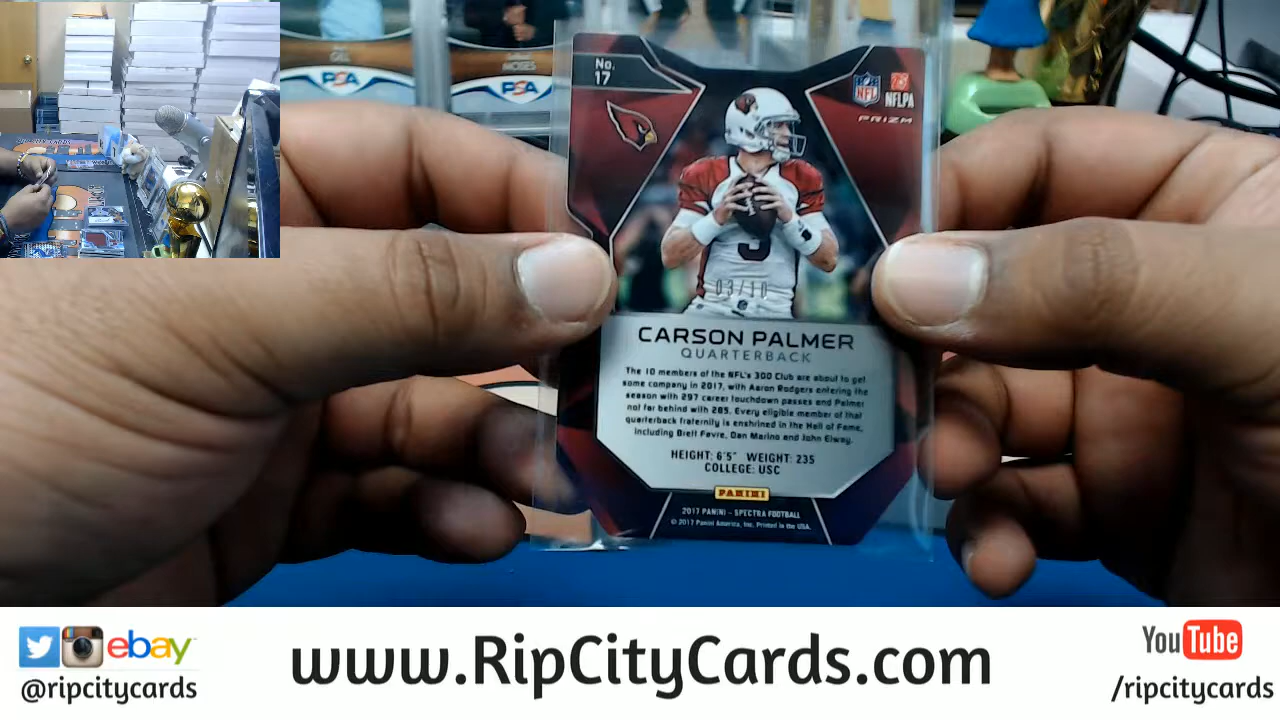 PSA
PSA
No.
17
NFL
NFLPA
PRIZM
3
03/10
CARSON PALMER
QUARTERBACK
The 10 members of the NFL's 300 Club are about to get
some company in 2017, with Aaron Rodgers entering the
season with 297 career touchdown passes and Palmer
not far behind with 285. Every eligible member of that
quarterback fraternity is enshrined in the Hall of Fame,
including Brett Favre, Dan Marino and John Elway.
HEIGHT: 6'5" WEIGHT: 235
COLLEGE: USC
PANINI
2017 PANINI - SPECTRA FOOTBALL
© 2017 Panini America, Inc. Printed in the USA.
ebay
@ripcitycards
www.RipCityCards.com
YouTube
/ripcitycards